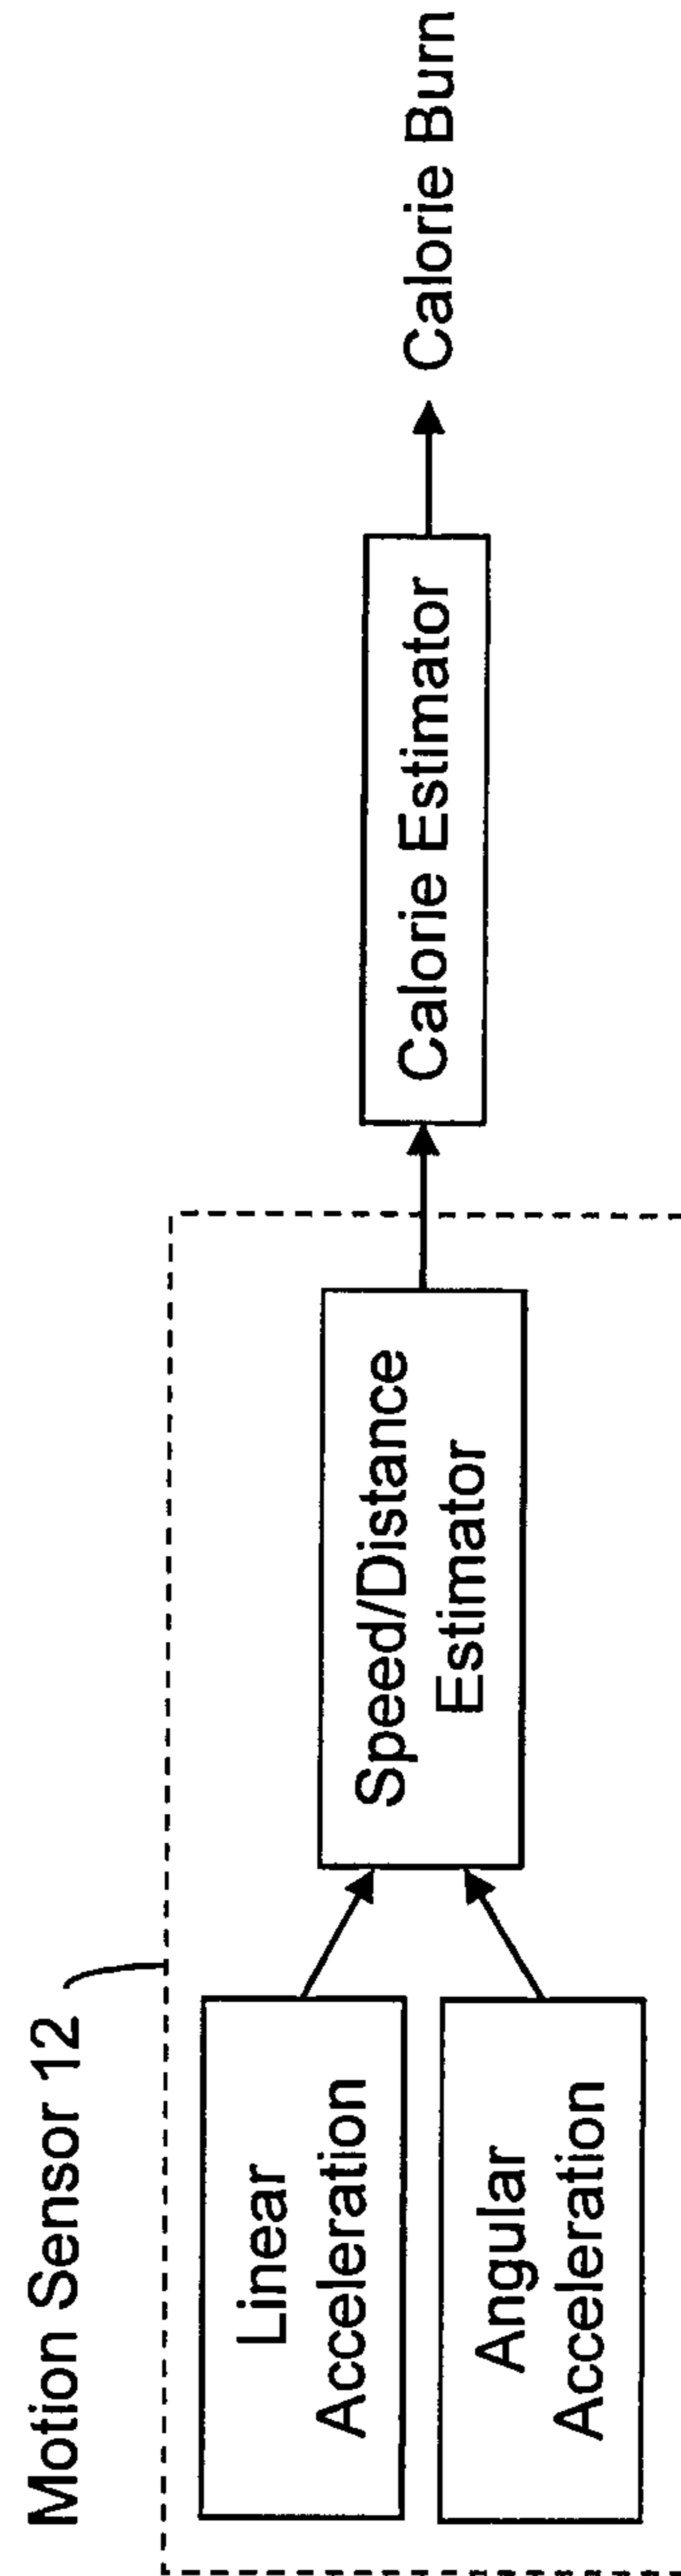 Motion Sensor 12
Linear
Acceleration
Angular
Acceleration
Speed/Distance
Estimator
Calorie Estimator
Calorie Burn